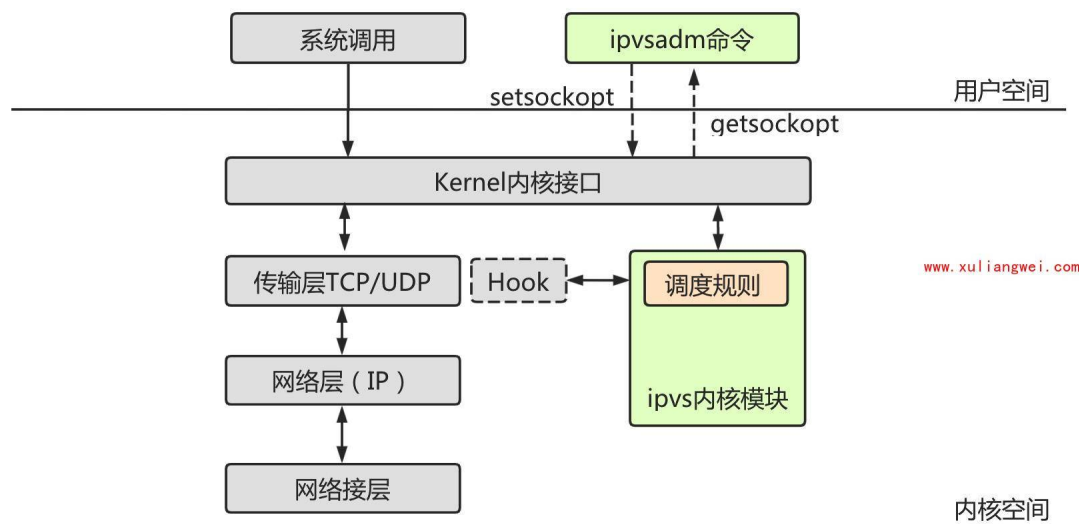 系统调用
ipvsadm命令
用户空间
setsockopt
getsockopt
Kernel内核接口
传输层TCP/UDP
Hook
调度规则
www.xuliangwei.com
网络层（IP）
ipvs内核模块
网络接层
内核空间